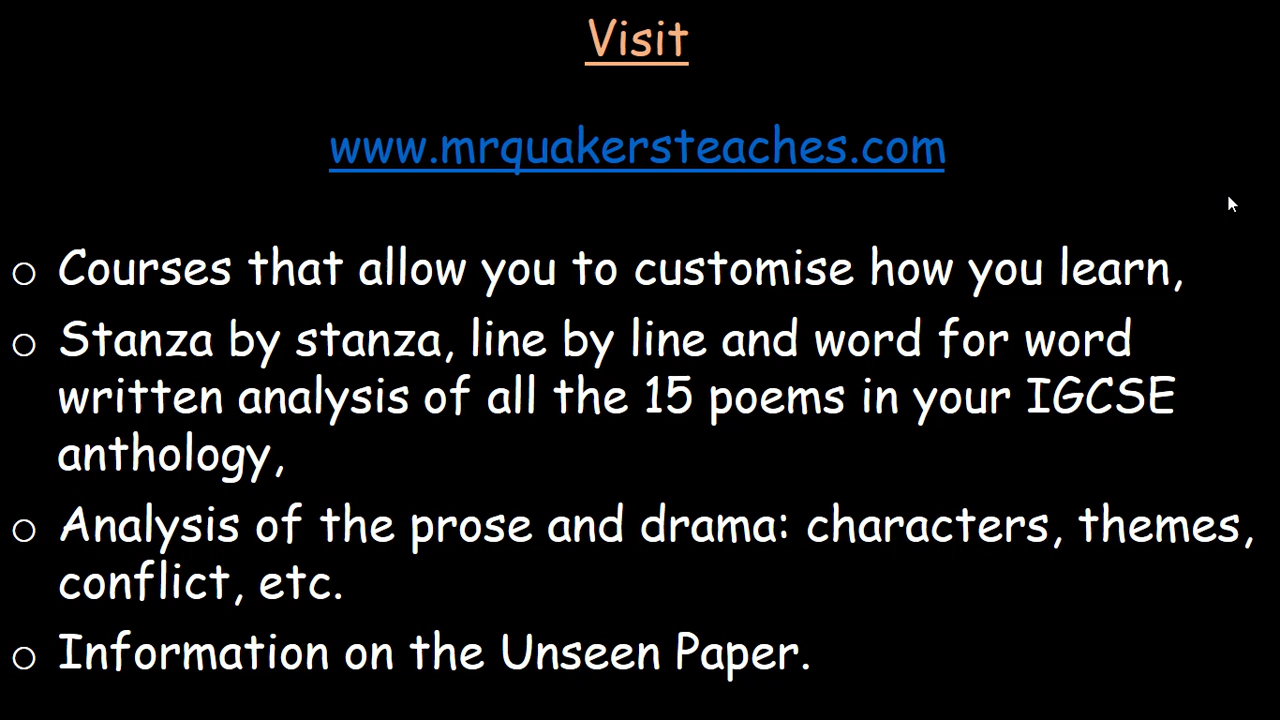 Visit
www.mrquakersteaches.com
o Courses that allow you to customise how you learn,
o Stanza by stanza, line by line and word for word
written analysis of all the 15 poems in your IGCSE
anthology,
o Analysis of the prose and drama: characters, themes,
conflict, etc.
o Information on the Unseen Paper.